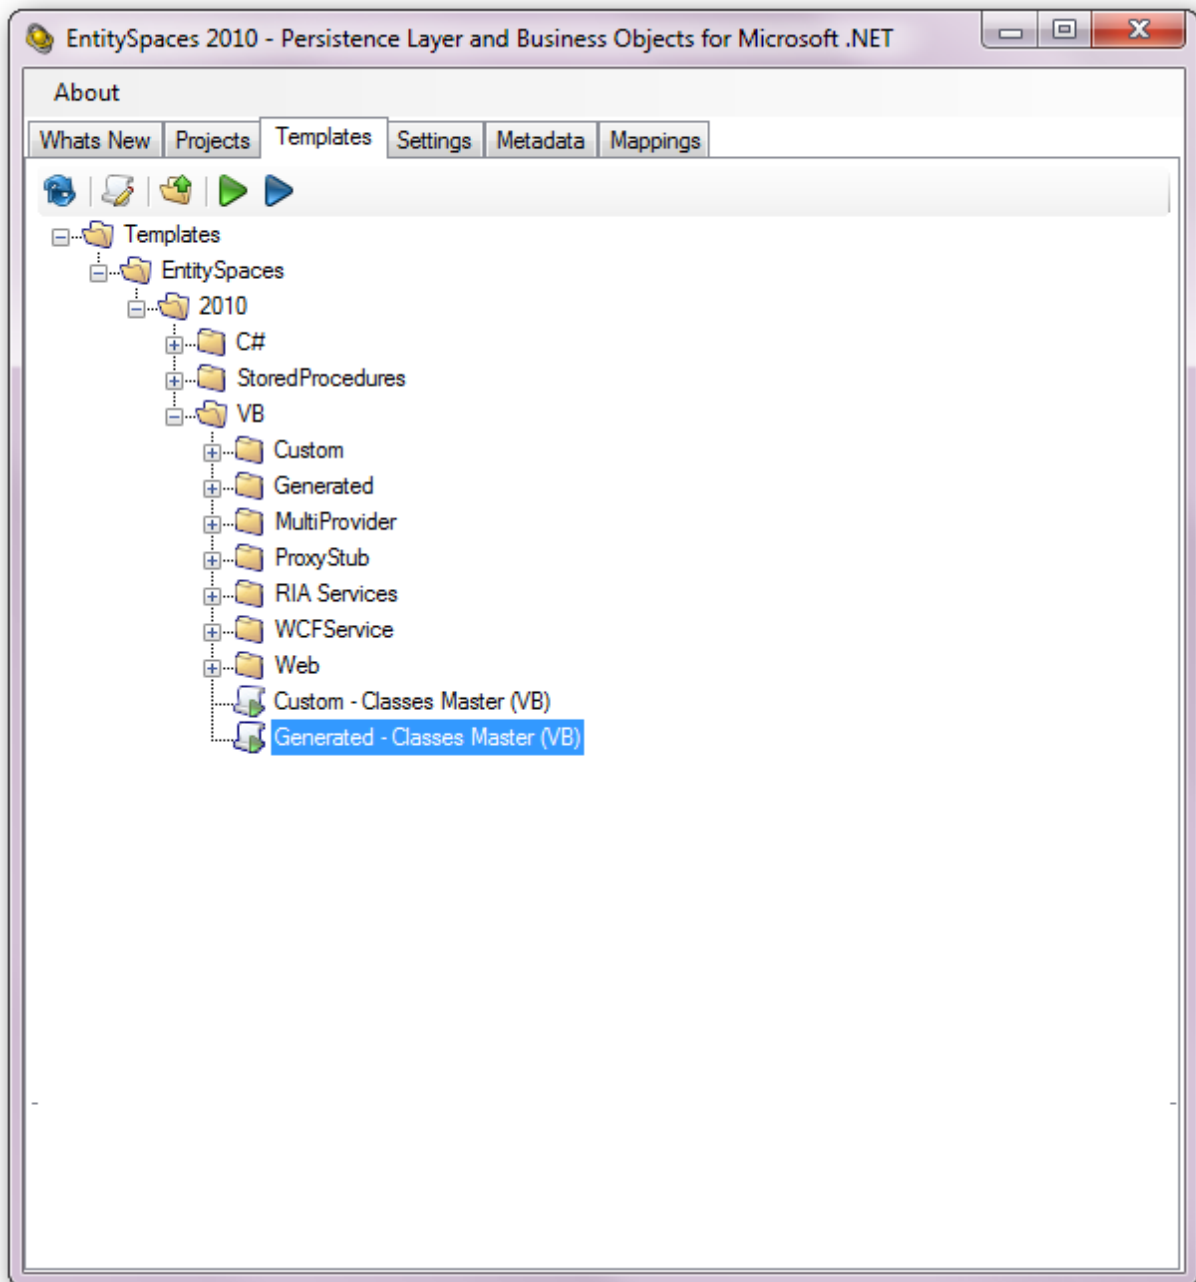 EntitySpaces 2010 - Persistence Layer and Business Objects for Microsoft .NET
About
Whats New Projects Templates Settings Metadata Mappings
Templates
EntitySpaces
2010
C#
StoredProcedures
VB
Custom
Generated
MultiProvider
ProxyStub
RIA Services
WCFService
Web
Custom - Classes Master (VB)
Generated - Classes Master (VB)